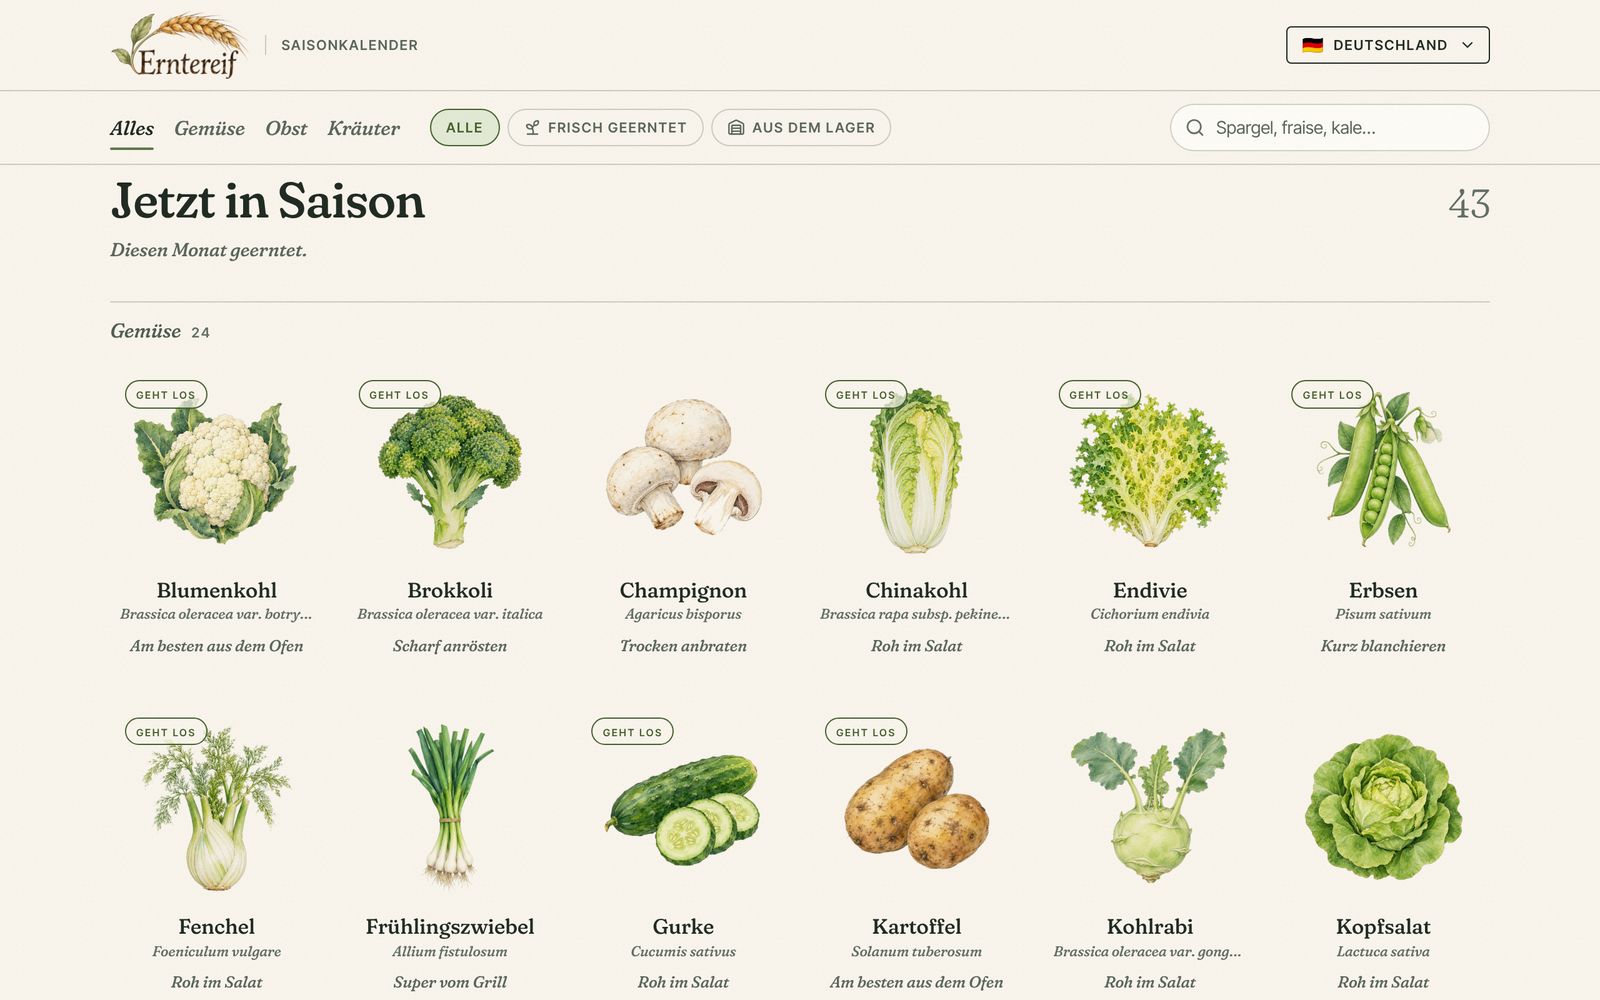 Erntereif
SAISONKALENDER
DEUTSCHLAND
Alles Gemüse Obst Kräuter ALLE FRISCH GEERNTET AUS DEM LAGER Spargel, fraise, kale...
Jetzt in Saison 43
Diesen Monat geerntet.
Gemüse 24
GEHT LOS GEHT LOS GEHT LOS GEHT LOS GEHT LOS
Blumenkohl Brokkoli Champignon Chinakohl Endivie Erbsen
Brassica oleracea var. botry... Brassica oleracea var. italica Agaricus bisporus Brassica rapa subsp. pekine... Cichorium endivia Pisum sativum
Am besten aus dem Ofen Scharf anrösten Trocken anbraten Roh im Salat Roh im Salat Kurz blanchieren
GEHT LOS GEHT LOS GEHT LOS
Fenchel Frühlingszwiebel Gurke Kartoffel Kohlrabi Kopfsalat
Foeniculum vulgare Allium fistulosum Cucumis sativus Solanum tuberosum Brassica oleracea var. gong... Lactuca sativa
Roh im Salat Super vom Grill Roh im Salat Am besten aus dem Ofen Roh im Salat Roh im Salat